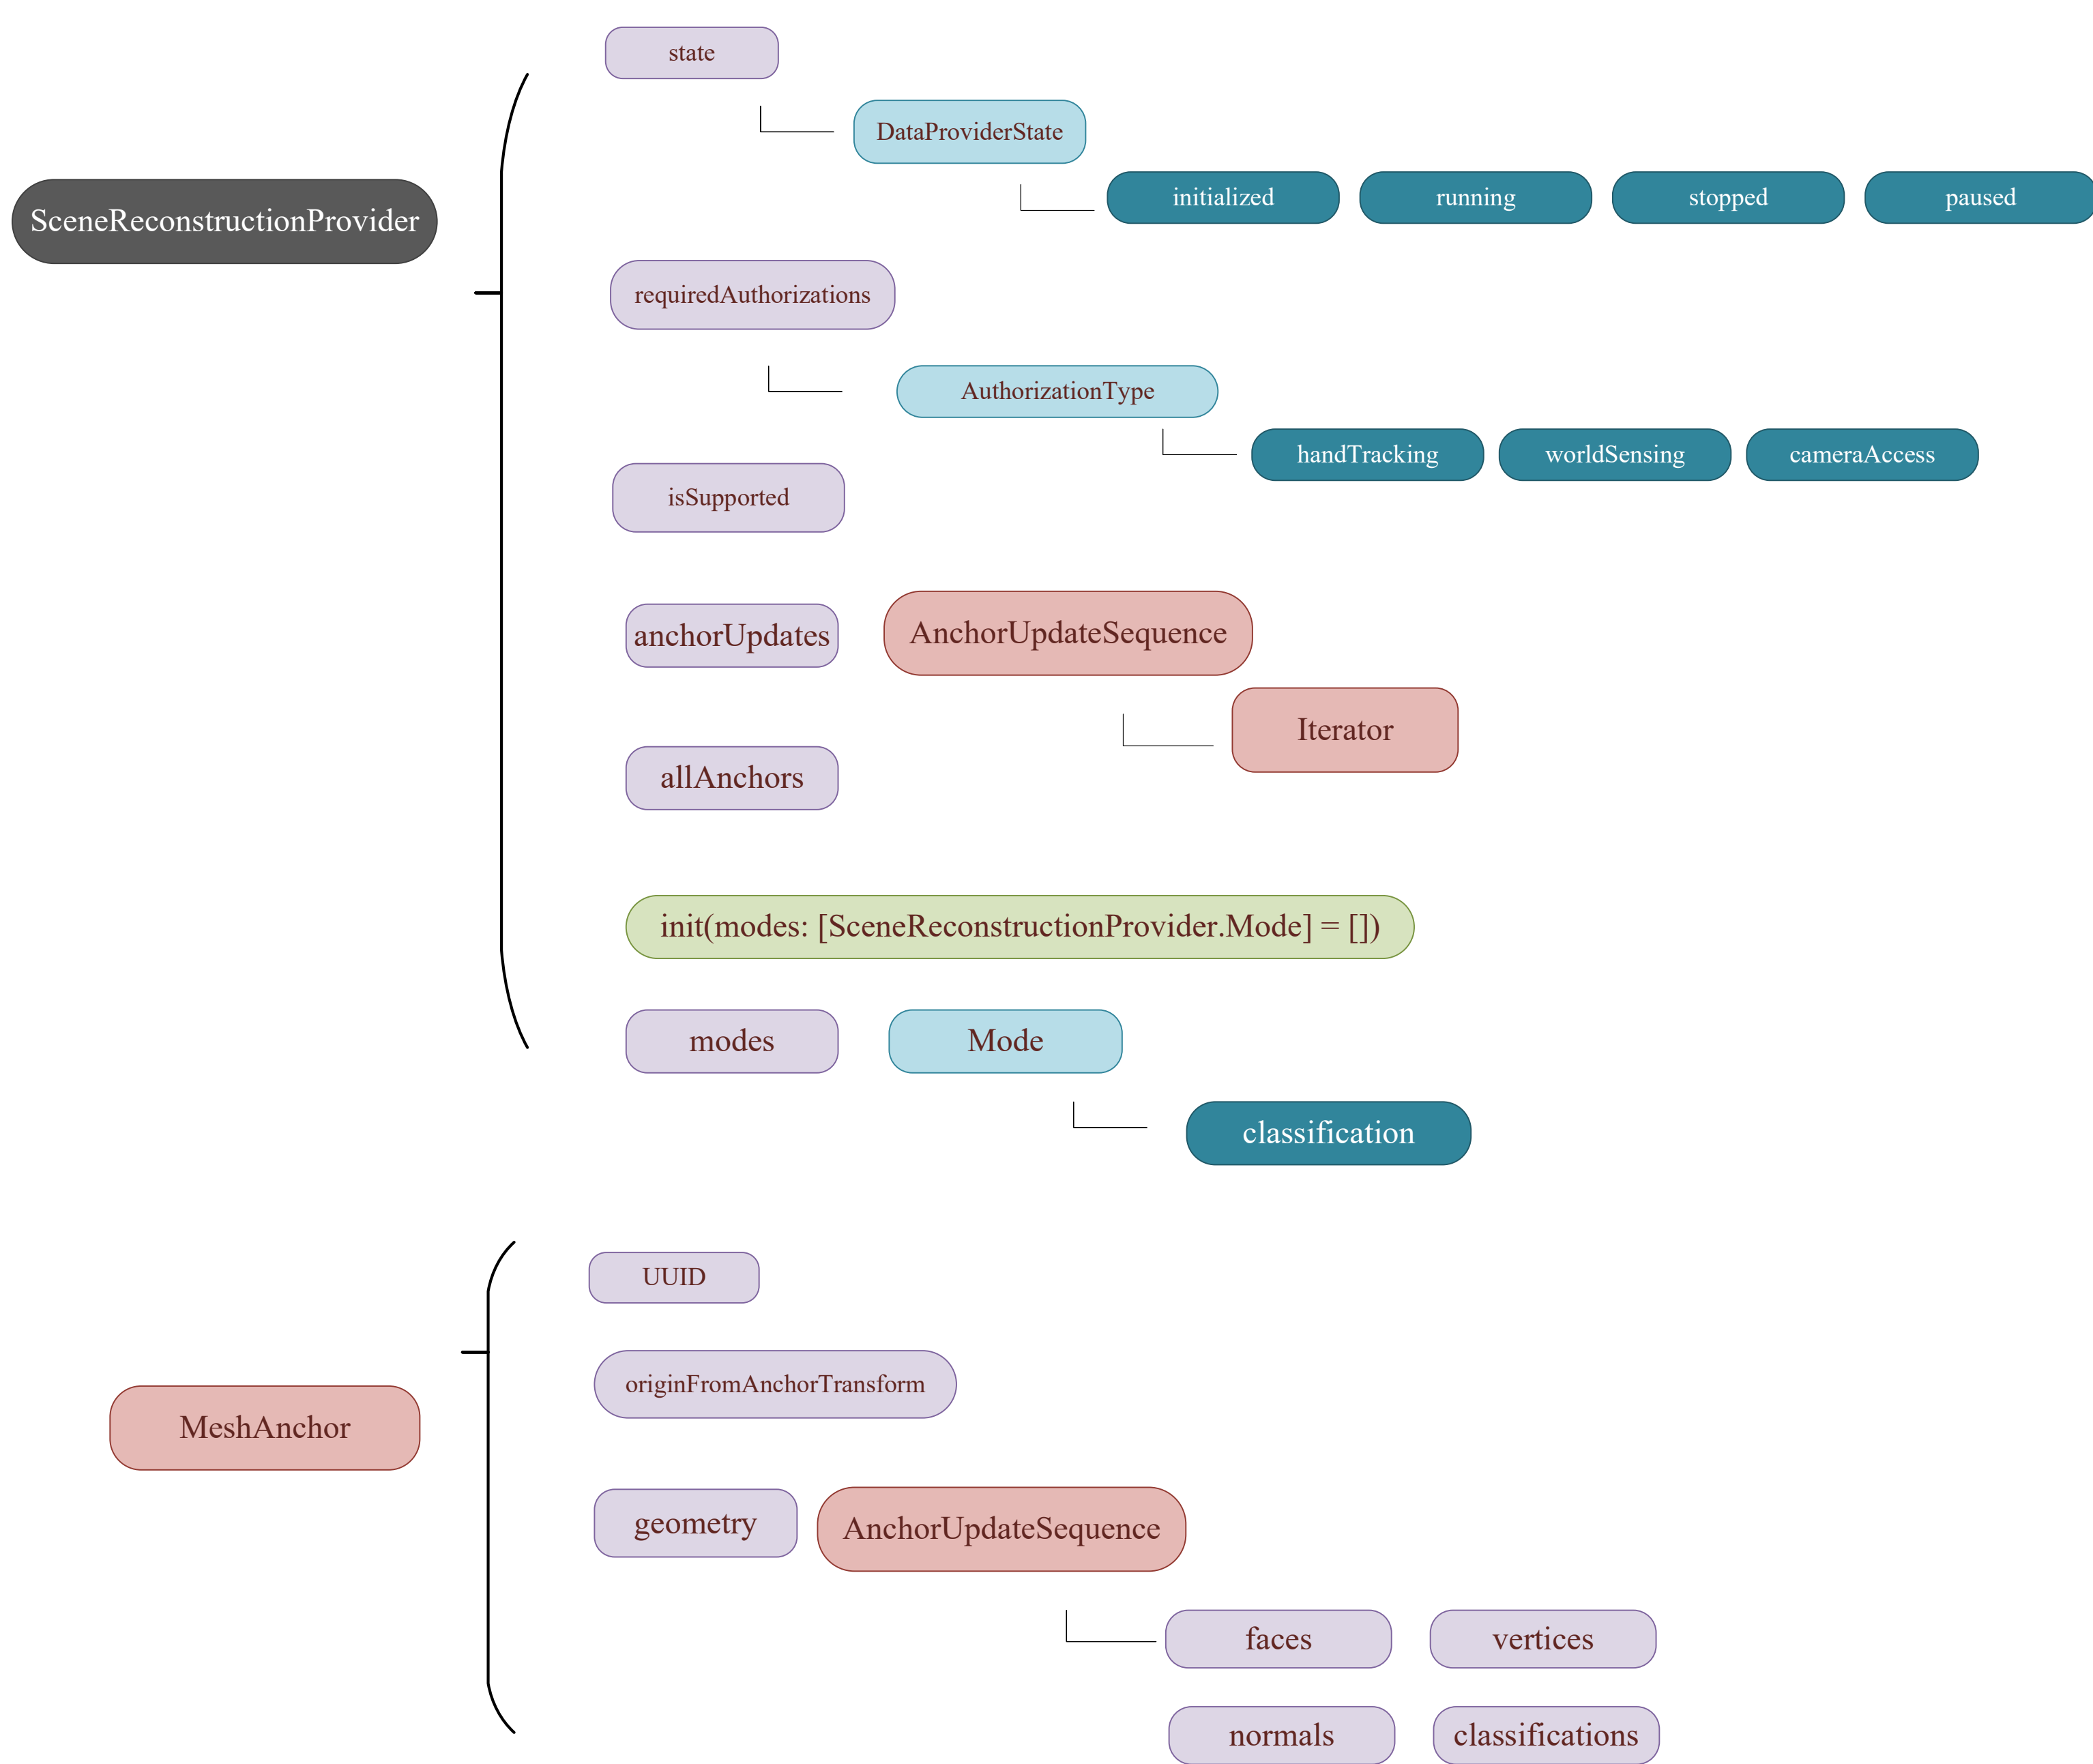 state
DataProviderState
initialized
running
stopped
paused
SceneReconstructionProvider
requiredAuthorizations
AuthorizationType
handTracking
worldSensing
cameraAccess
isSupported
anchorUpdates
AnchorUpdateSequence
Iterator
allAnchors
init(modes: [SceneReconstructionProvider.Mode] = [])
modes
Mode
classification
UUID
originFromAnchorTransform
MeshAnchor
geometry
AnchorUpdateSequence
faces
vertices
normals
classifications